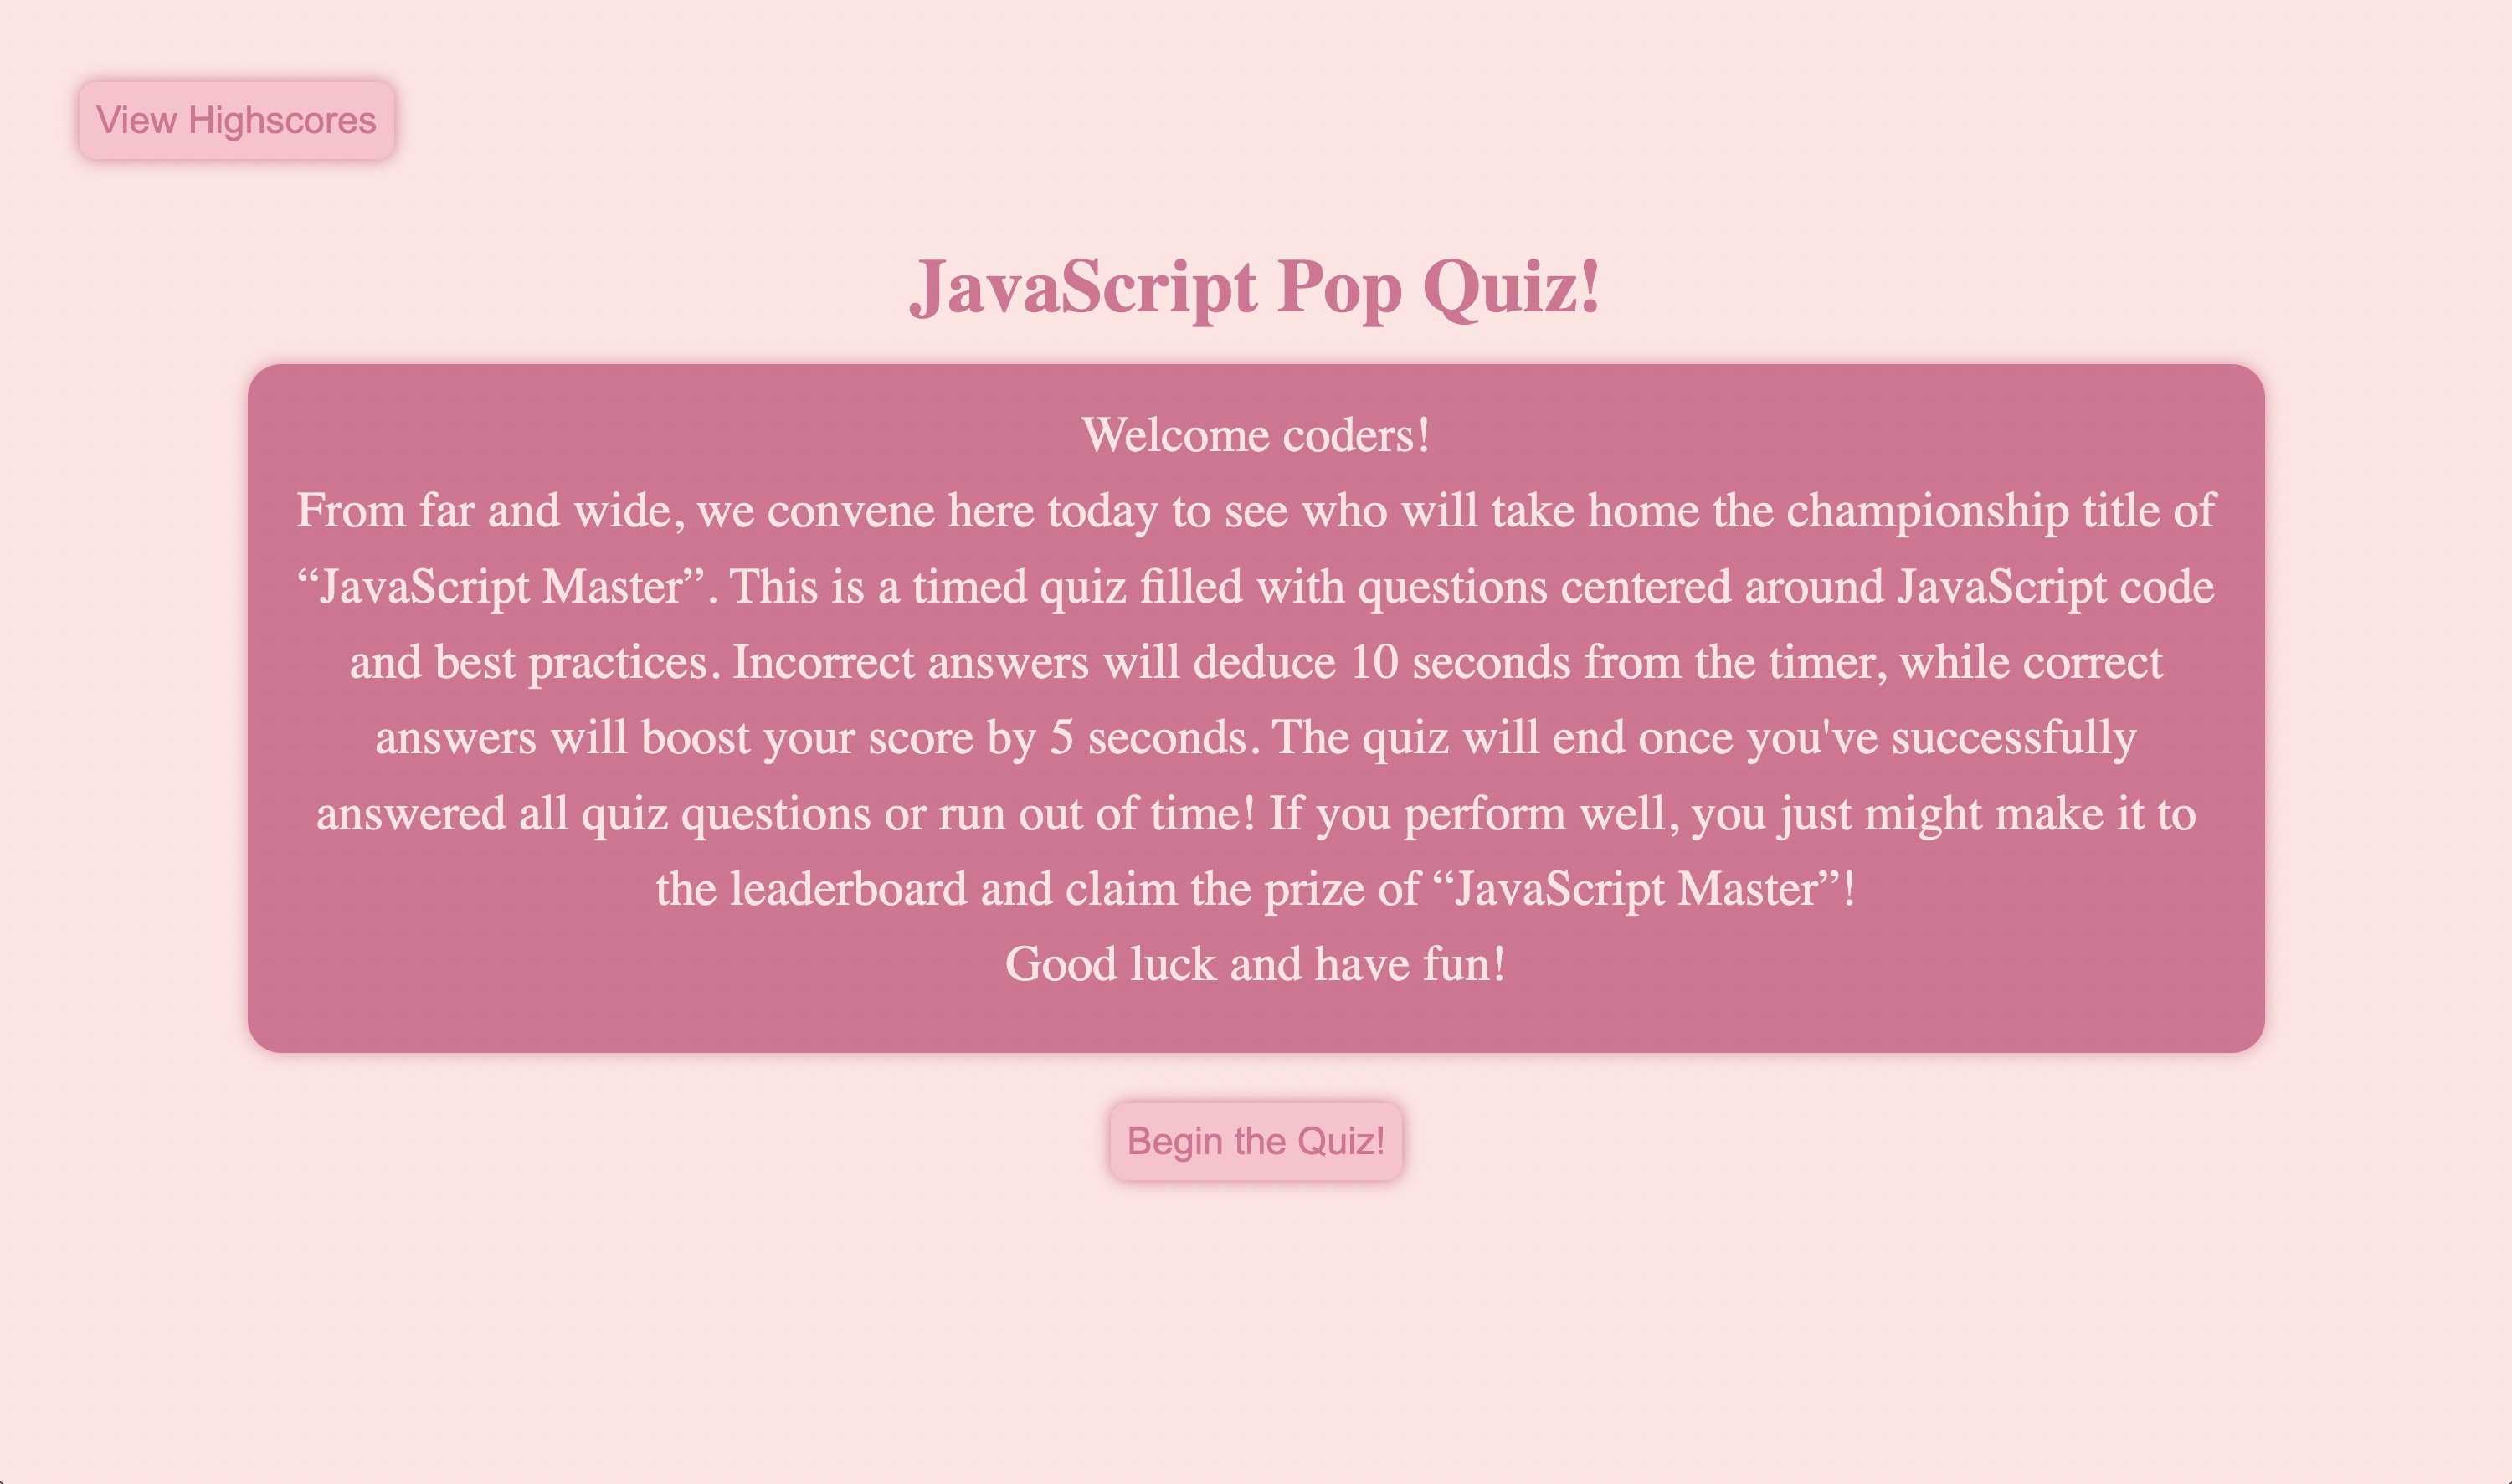 View Highscores
JavaScript Pop Quiz!
Welcome coders!
From far and wide, we convene here today to see who will take home the championship title of
“JavaScript Master”. This is a timed quiz filled with questions centered around JavaScript code
and best practices. Incorrect answers will deduce 10 seconds from the timer, while correct
answers will boost your score by 5 seconds. The quiz will end once you've successfully
answered all quiz questions or run out of time! If you perform well, you just might make it to
the leaderboard and claim the prize of “JavaScript Master”!
Good luck and have fun!
Begin the Quiz!